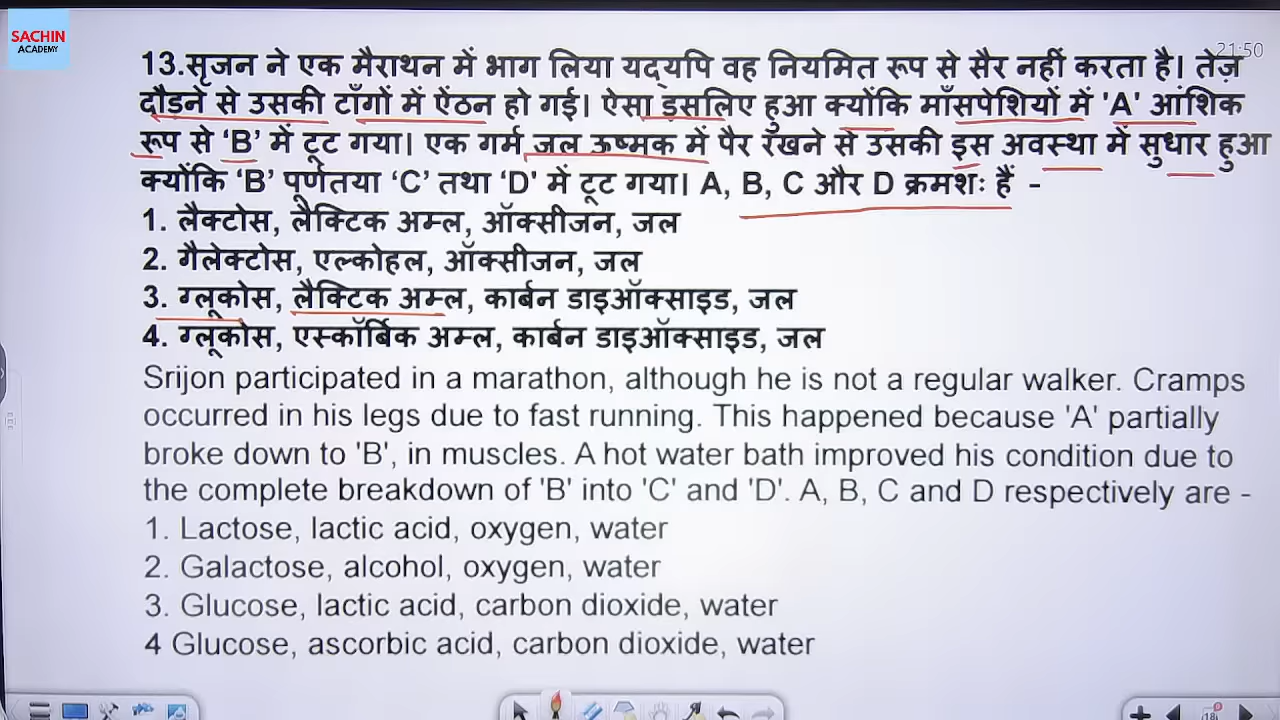 SACHIN
ACADEMY
21:50
13.सृजन ने एक मैराथन में भाग लिया यद्यपि वह नियमित रूप से सैर नहीं करता है। तेज़
दौड़ने से उसकी टाँगों में ऐंठन हो गई। ऐसा इसलिए हुआ क्योंकि माँसपेशियों में 'A' आंशिक
रूप से ‘B’ में टूट गया। एक गर्म जल ऊष्मक में पैर रखने से उसकी इस अवस्था में सुधार हुआ
क्योंकि ‘B’ पूर्णतया ‘C’ तथा ‘D’ में टूट गया। A, B, C और D क्रमशः हैं -
1. लैक्टोस, लैक्टिक अम्ल, ऑक्सीजन, जल
2. गैलेक्टोस, एल्कोहल, ऑक्सीजन, जल
3. ग्लूकोस, लैक्टिक अम्ल, कार्बन डाइऑक्साइड, जल
4. ग्लूकोस, एस्कॉर्बिक अम्ल, कार्बन डाइऑक्साइड, जल
Srijon participated in a marathon, although he is not a regular walker. Cramps
occurred in his legs due to fast running. This happened because 'A' partially
broke down to 'B', in muscles. A hot water bath improved his condition due to
the complete breakdown of 'B' into 'C' and 'D'. A, B, C and D respectively are -
1. Lactose, lactic acid, oxygen, water
2. Galactose, alcohol, oxygen, water
3. Glucose, lactic acid, carbon dioxide, water
4 Glucose, ascorbic acid, carbon dioxide, water